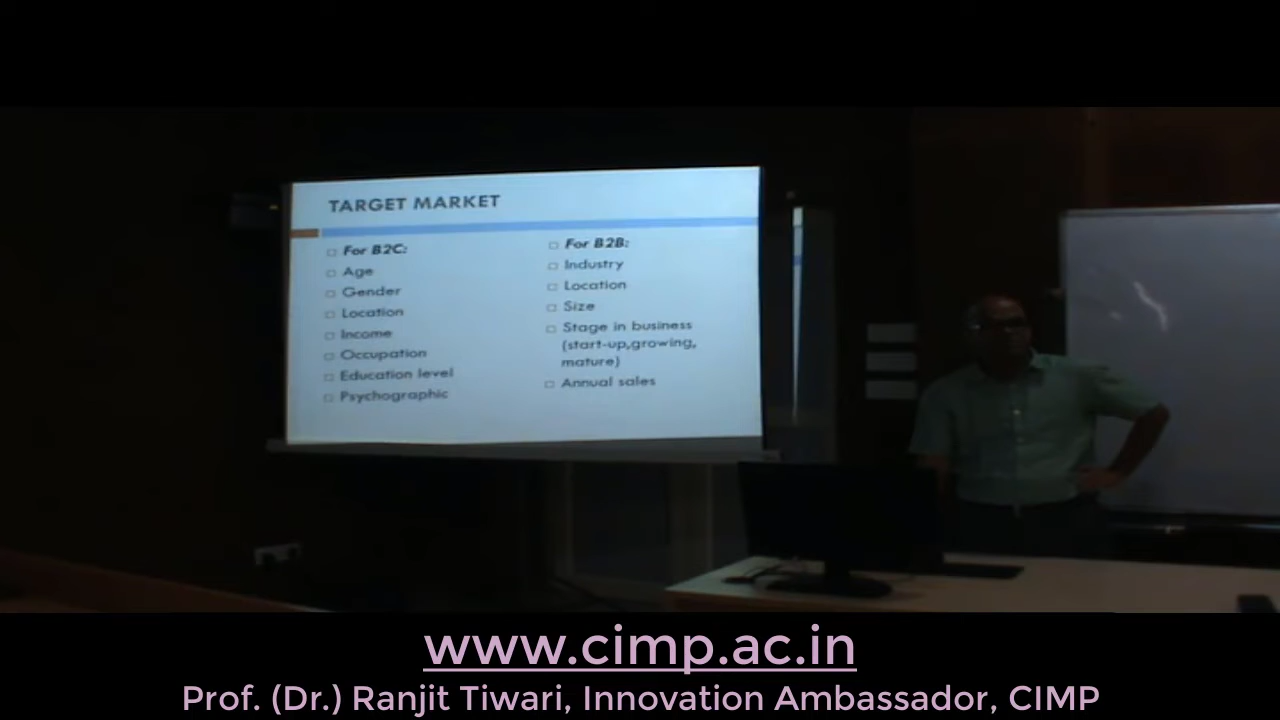 TARGET MARKET
For B2C:
Age
Gender
Location
Income
Occupation
Education level
Psychographic
For B2B:
Industry
Location
Size
Stage in business
(start-up,growing,
mature)
Annual sales
www.cimp.ac.in
Prof. (Dr.) Ranjit Tiwari, Innovation Ambassador, CIMP